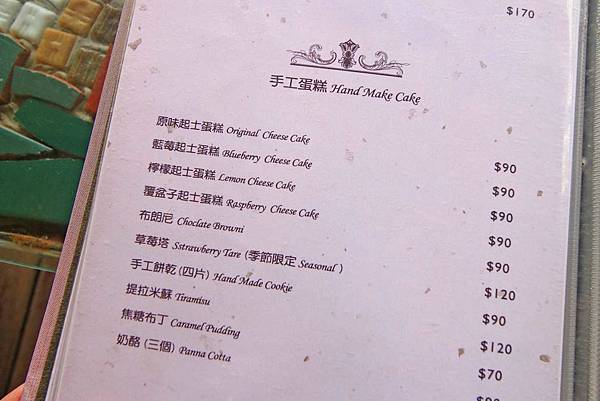 $170
手工蛋糕 Hand Make Cake
原味起士蛋糕 Original Cheese Cake $90
藍莓起士蛋糕 Blueberry Cheese Cake $90
檸檬起士蛋糕 Lemon Cheese Cake $90
覆盆子起士蛋糕 Raspberry Cheese Cake $90
布朗尼 Choclate Browni $90
草莓塔 Sstrawberry Tare (季節限定 Seasonal) $120
手工餅乾 (四片) Hand Made Cookie $90
提拉米蘇 Tiramisu $120
焦糖布丁 Caramel Pudding $70
奶酪 (三個) Panna Cotta